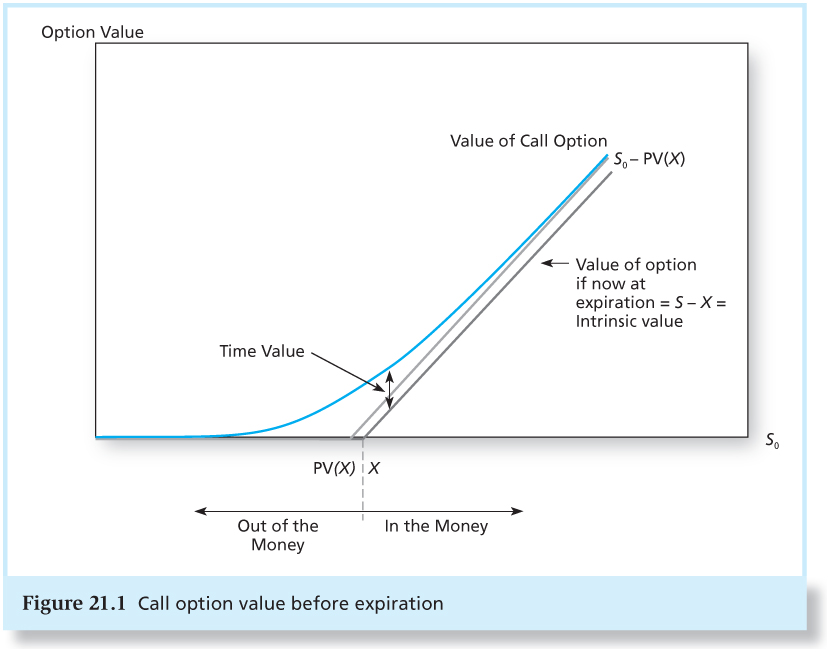 Option Value
Value of Call Option
S₀ – PV(X)
Value of option
if now at
expiration = S – X =
Intrinsic value
Time Value
S₀
PV(X)
X
Out of the
Money
In the Money
Figure 21.1 Call option value before expiration